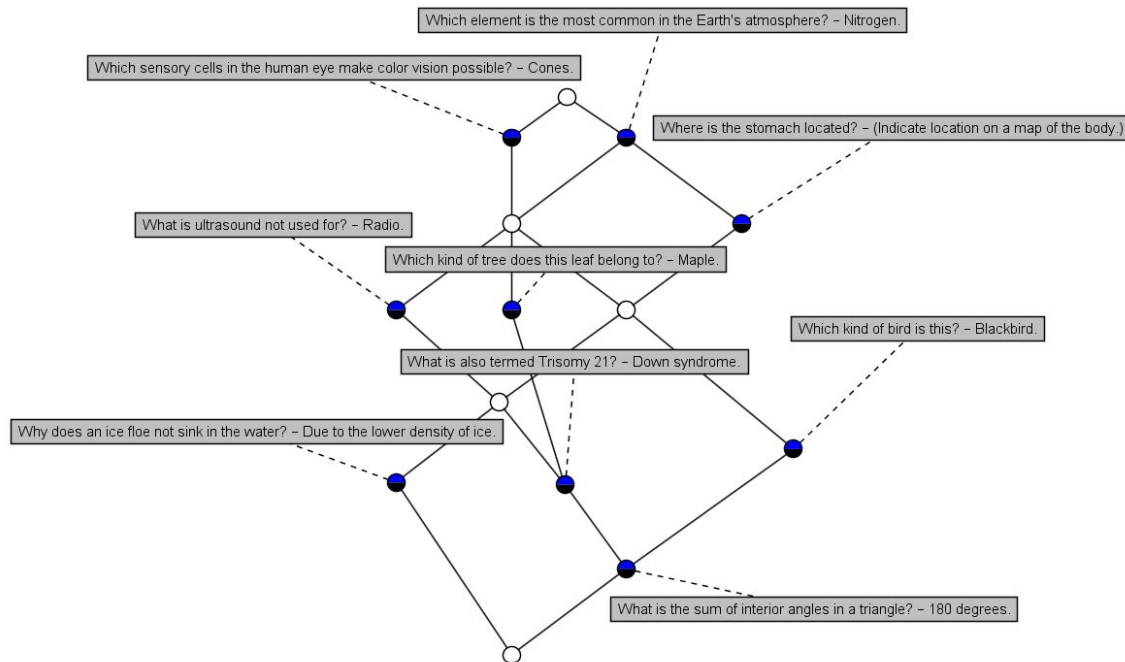 Which element is the most common in the Earth's atmosphere? – Nitrogen.
Which sensory cells in the human eye make color vision possible? – Cones.
Where is the stomach located? – (Indicate location on a map of the body.)
What is ultrasound not used for? – Radio.
Which kind of tree does this leaf belong to? – Maple.
Which kind of bird is this? – Blackbird.
What is also termed Trisomy 21? – Down syndrome.
Why does an ice floe not sink in the water? – Due to the lower density of ice.
What is the sum of interior angles in a triangle? – 180 degrees.